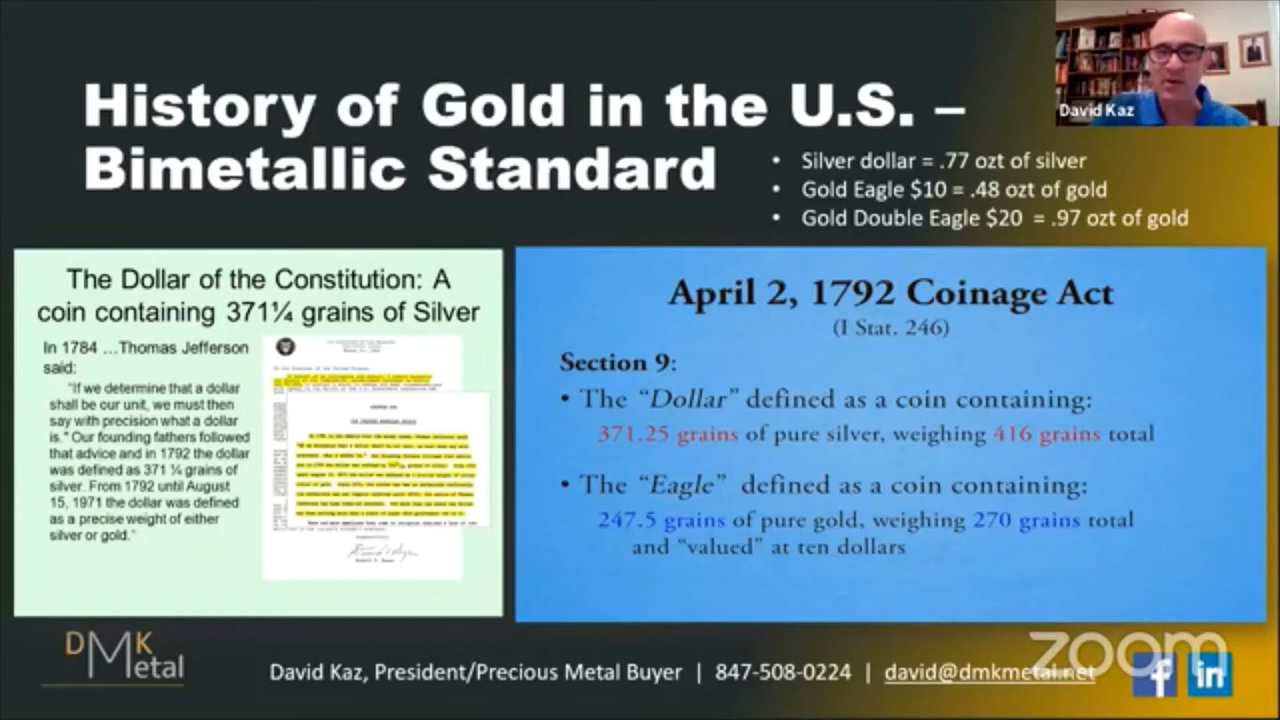 History of Gold in the U.S. –
Bimetallic Standard
David Kaz
• Silver dollar = .77 ozt of silver
• Gold Eagle $10 = .48 ozt of gold
• Gold Double Eagle $20 = .97 ozt of gold
The Dollar of the Constitution: A
coin containing 371¼ grains of Silver
In 1784 ...Thomas Jefferson
said:
"If we determine that a dollar
shall be our unit, we must then
say with precision what a dollar
is." Our founding fathers followed
that advice and in 1792 the dollar
was defined as 371 ¼ grains of
silver. From 1792 until August
15, 1971 the dollar was defined
as a precise weight of either
silver or gold."
April 2, 1792 Coinage Act
(I Stat. 246)
Section 9:
• The “Dollar” defined as a coin containing:
371.25 grains of pure silver, weighing 416 grains total
• The “Eagle” defined as a coin containing:
247.5 grains of pure gold, weighing 270 grains total
and “valued” at ten dollars
DMK
etal
David Kaz, President/Precious Metal Buyer | 847-508-0224 | david@dmkmetal.net
zoom
f in